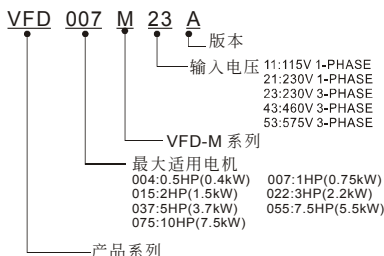 VFD 007 M 23 A
版本
输入电压 11:115V 1-PHASE
21:230V 1-PHASE
23:230V 3-PHASE
43:460V 3-PHASE
53:575V 3-PHASE
VFD-M 系列
最大适用电机
004:0.5HP(0.4kW) 007:1HP(0.75kW)
015:2HP(1.5kW) 022:3HP(2.2kW)
037:5HP(3.7kW) 055:7.5HP(5.5kW)
075:10HP(7.5kW)
产品系列